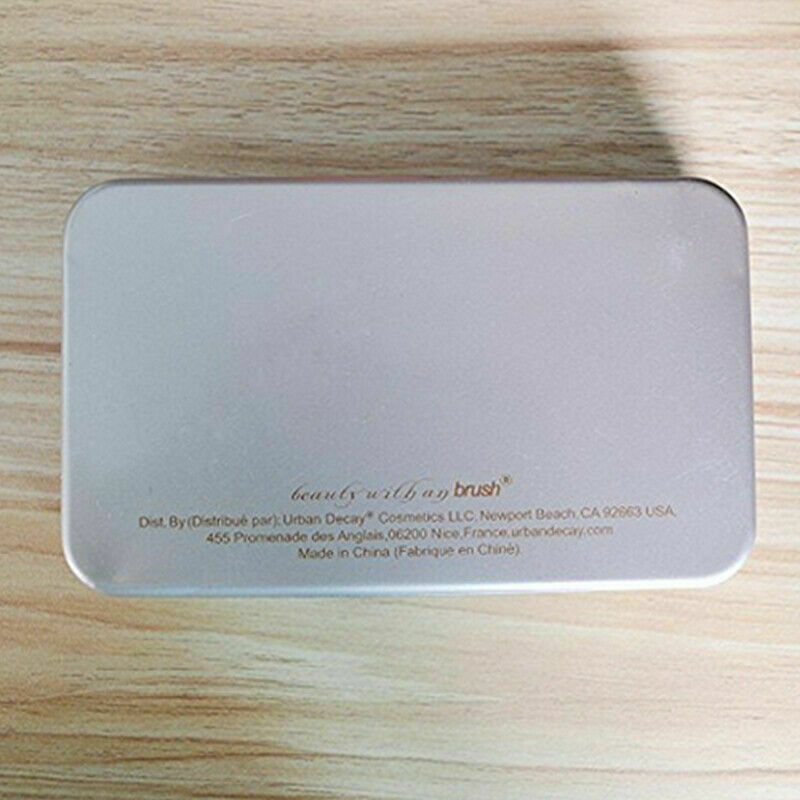 beauty with an brush®
Dist. By (Distribué par): Urban Decay® Cosmetics LLC, Newport Beach, CA 92663 USA,
455 Promenade des Anglais,06200 Nice,France,urbandecay.com
Made in China (Fabrique en Chine).